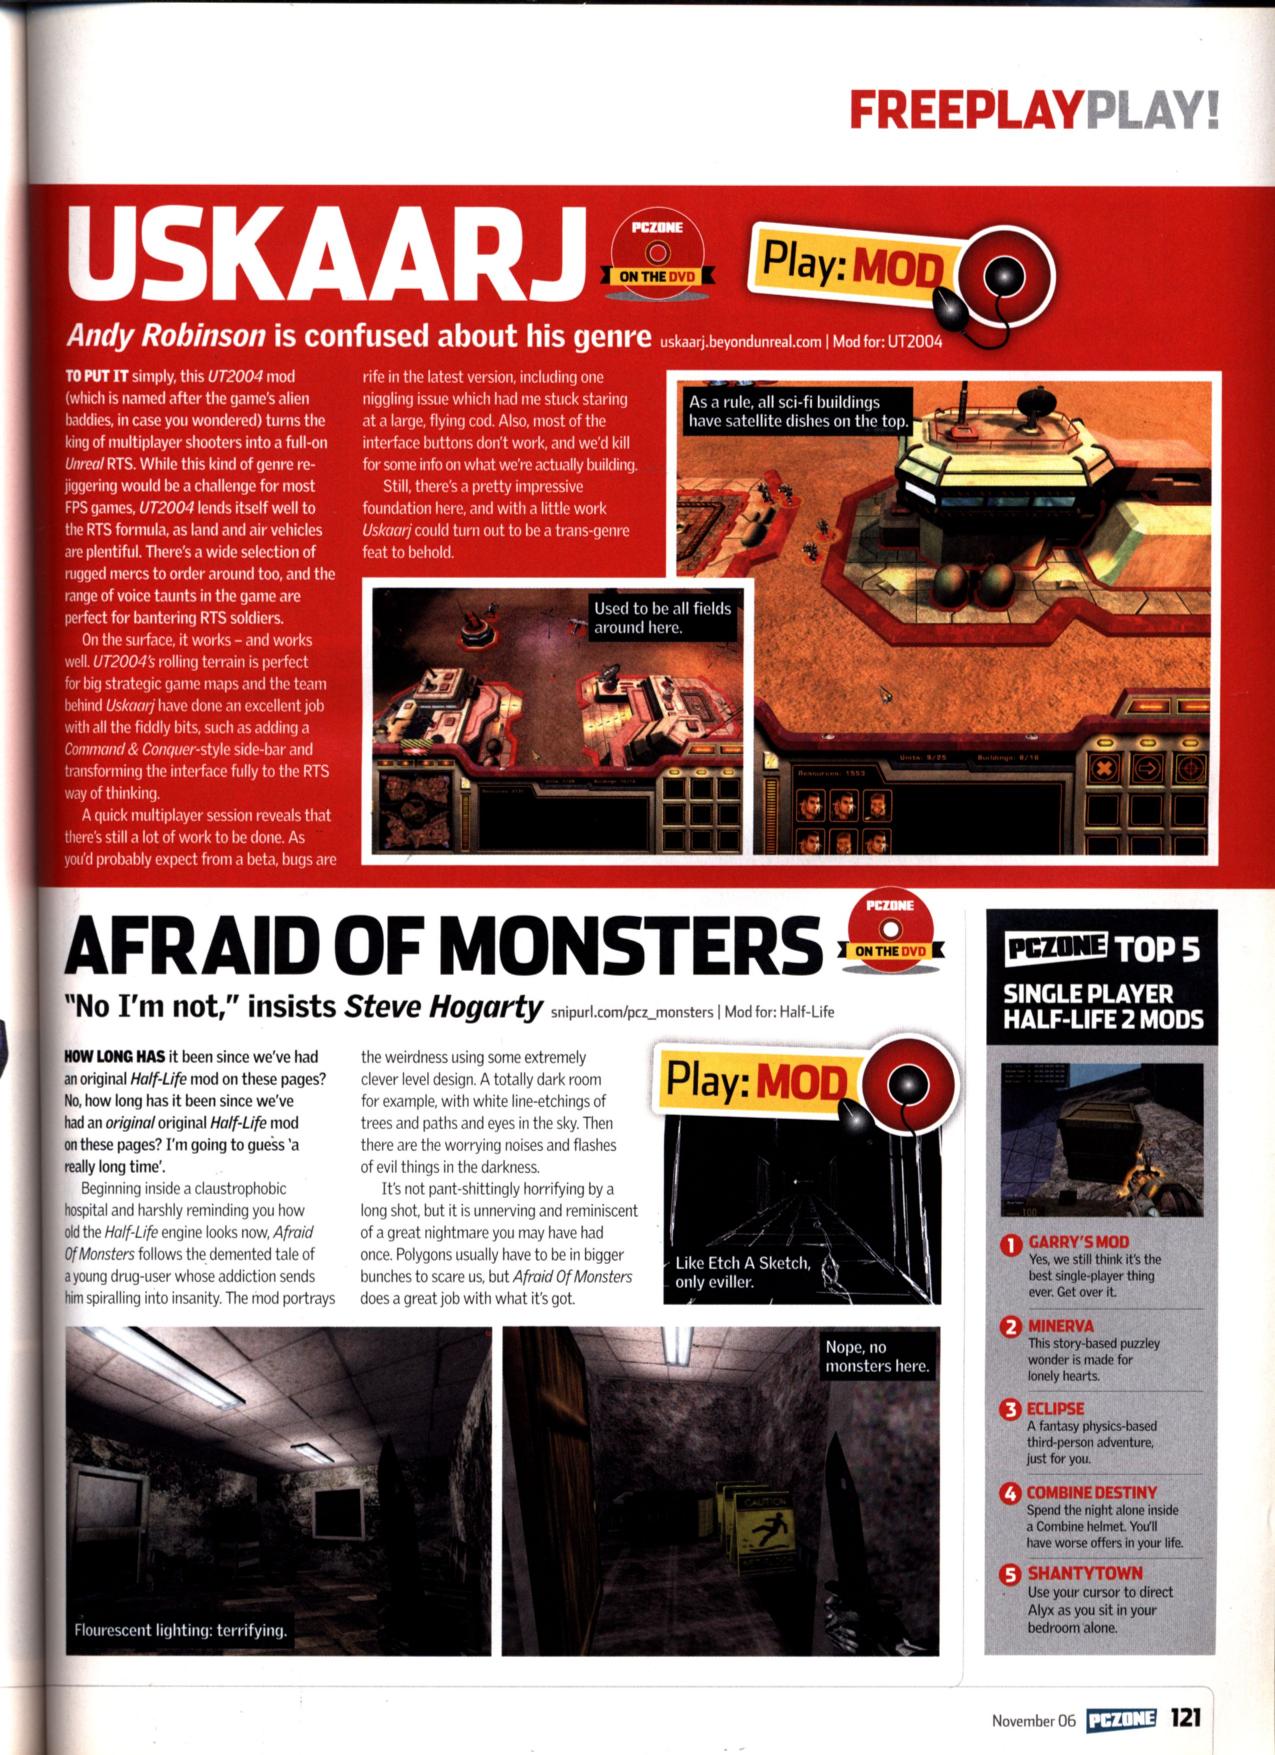 FREEPLAYPLAY!
USKAARJ
PCZONE
ON THE DVD
Play: MOD
Andy Robinson is confused about his genre uskaarj.beyondunreal.com | Mod for: UT2004
TO PUT IT simply, this UT2004 mod
(which is named after the game's alien
baddies, in case you wondered) turns the
king of multiplayer shooters into a full-on
Unreal RTS. While this kind of genre re-
jiggering would be a challenge for most
FPS games, UT2004 lends itself well to
the RTS formula, as land and air vehicles
are plentiful. There's a wide selection of
rugged mercs to order around too, and the
range of voice taunts in the game are
perfect for bantering RTS soldiers.
On the surface, it works – and works
well. UT2004's rolling terrain is perfect
for big strategic game maps and the team
behind Uskaarj have done an excellent job
with all the fiddly bits, such as adding a
Command & Conquer-style side-bar and
transforming the interface fully to the RTS
way of thinking.
A quick multiplayer session reveals that
there's still a lot of work to be done. As
you'd probably expect from a beta, bugs are
rife in the latest version, including one
niggling issue which had me stuck staring
at a large, flying cod. Also, most of the
interface buttons don't work, and we'd kill
for some info on what we're actually building.
Still, there's a pretty impressive
foundation here, and with a little work
Uskaarj could turn out to be a trans-genre
feat to behold.
As a rule, all sci-fi buildings
have satellite dishes on the top.
Used to be all fields
around here.
Resources: 1553
Units: 9/25
Buildings: 8/16
AFRAID OF MONSTERS
PCZONE
ON THE DVD
"No I'm not," insists Steve Hogarty snipurl.com/pcz_monsters | Mod for: Half-Life
HOW LONG HAS it been since we've had
an original Half-Life mod on these pages?
No, how long has it been since we've
had an original original Half-Life mod
on these pages? I'm going to guess 'a
really long time'.
Beginning inside a claustrophobic
hospital and harshly reminding you how
old the Half-Life engine looks now, Afraid
Of Monsters follows the demented tale of
a young drug-user whose addiction sends
him spiralling into insanity. The mod portrays
the weirdness using some extremely
clever level design. A totally dark room
for example, with white line-etchings of
trees and paths and eyes in the sky. Then
there are the worrying noises and flashes
of evil things in the darkness.
It's not pant-shittingly horrifying by a
long shot, but it is unnerving and reminiscent
of a great nightmare you may have had
once. Polygons usually have to be in bigger
bunches to scare us, but Afraid Of Monsters
does a great job with what it's got.
Play: MOD
Like Etch A Sketch,
only eviller.
Flourescent lighting: terrifying.
Nope, no
monsters here.
CAUTION
PCZONE TOP 5
SINGLE PLAYER
HALF-LIFE 2 MODS
100
1 GARRY'S MOD
Yes, we still think it's the
best single-player thing
ever. Get over it.
2 MINERVA
This story-based puzzley
wonder is made for
lonely hearts.
3 ECLIPSE
A fantasy physics-based
third-person adventure,
just for you.
4 COMBINE DESTINY
Spend the night alone inside
a Combine helmet. You'll
have worse offers in your life.
5 SHANTYTOWN
Use your cursor to direct
Alyx as you sit in your
bedroom alone.
November 06 PCZONE 121